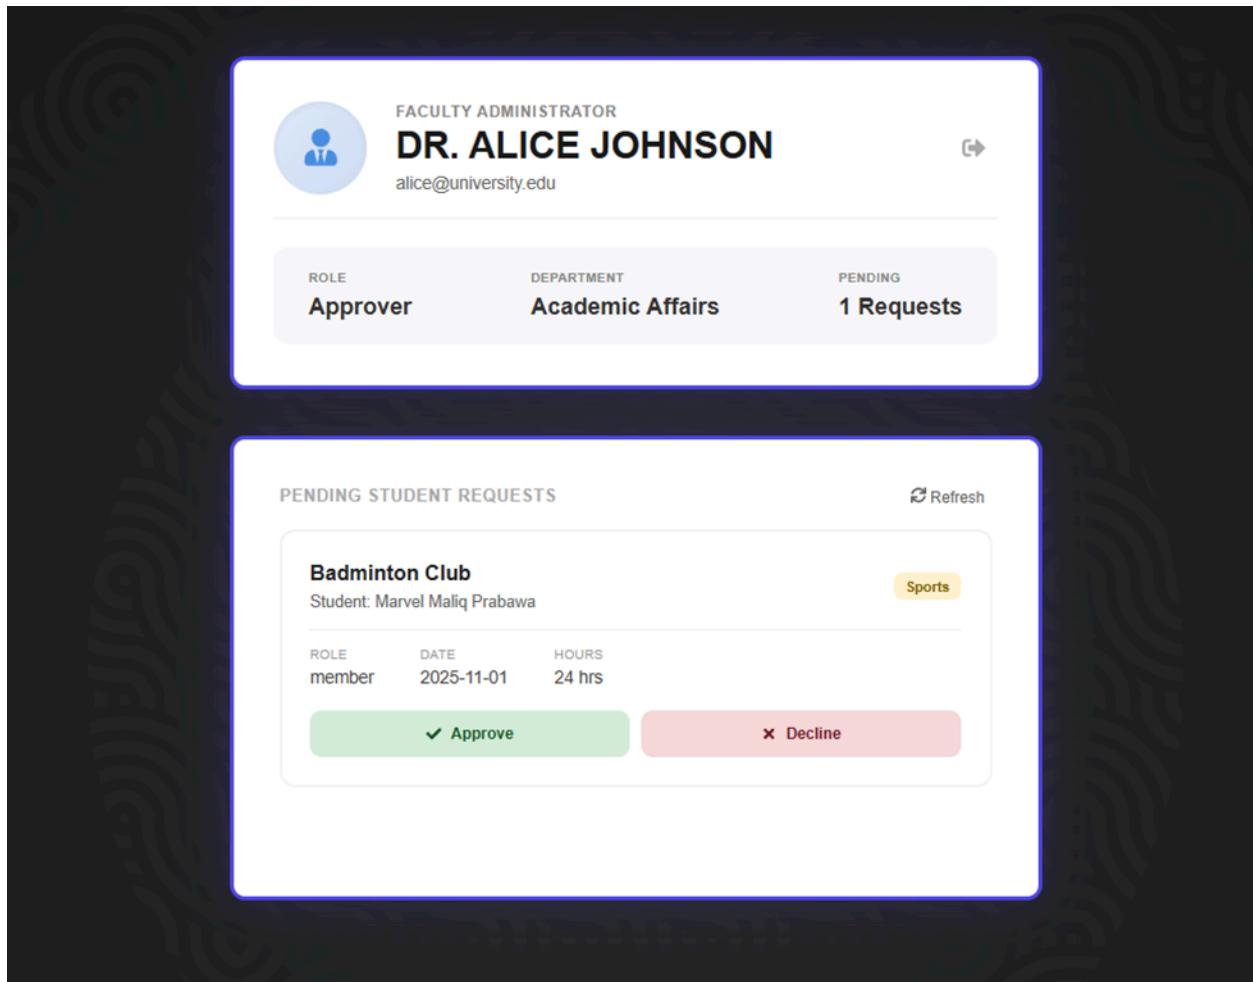 FACULTY ADMINISTRATOR
DR. ALICE JOHNSON
alice@university.edu
ROLE DEPARTMENT PENDING
Approver Academic Affairs 1 Requests
PENDING STUDENT REQUESTS Refresh
Badminton Club
Sports
Student: Marvel Maliq Prabawa
ROLE DATE HOURS
member 2025-11-01 24 hrs
Approve Decline